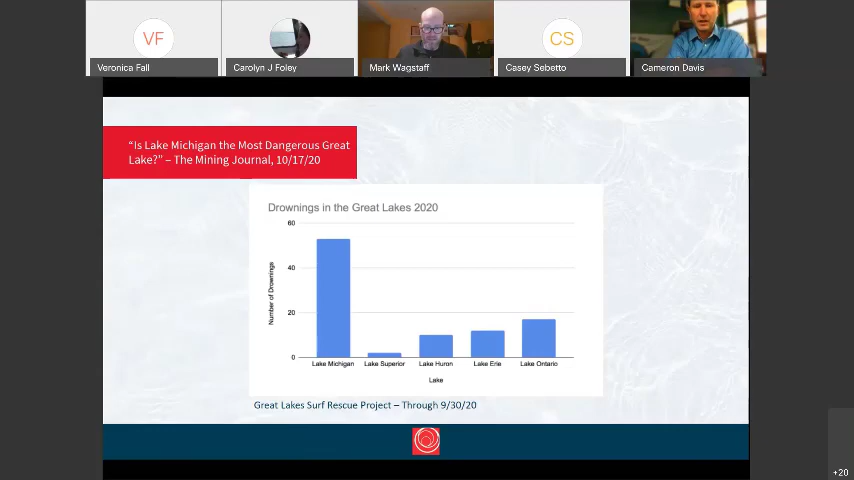 VF
CS
Veronica Fall
Carolyn J Foley
Mark Wagstaff
Casey Sebetto
Cameron Davis
“Is Lake Michigan the Most Dangerous Great
Lake?” – The Mining Journal, 10/17/20
Drownings in the Great Lakes 2020
60
40
20
0
Number of Drownings
Lake Michigan
Lake Superior
Lake Huron
Lake Erie
Lake Ontario
Lake
Great Lakes Surf Rescue Project – Through 9/30/20
+20